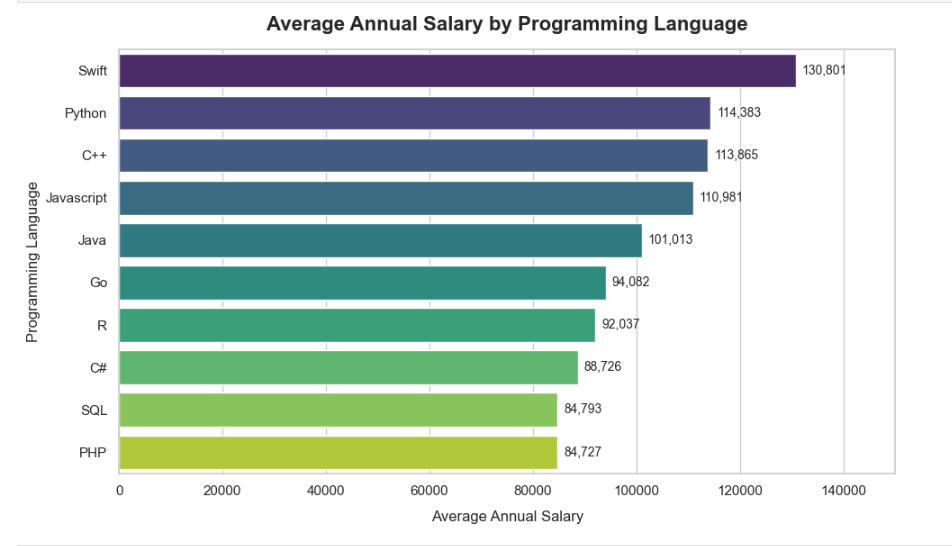 Average Annual Salary by Programming Language
Programming Language
Swift 130,801
Python 114,383
C++ 113,865
Javascript 110,981
Java 101,013
Go 94,082
R 92,037
C# 88,726
SQL 84,793
PHP 84,727
0 20000 40000 60000 80000 100000 120000 140000
Average Annual Salary